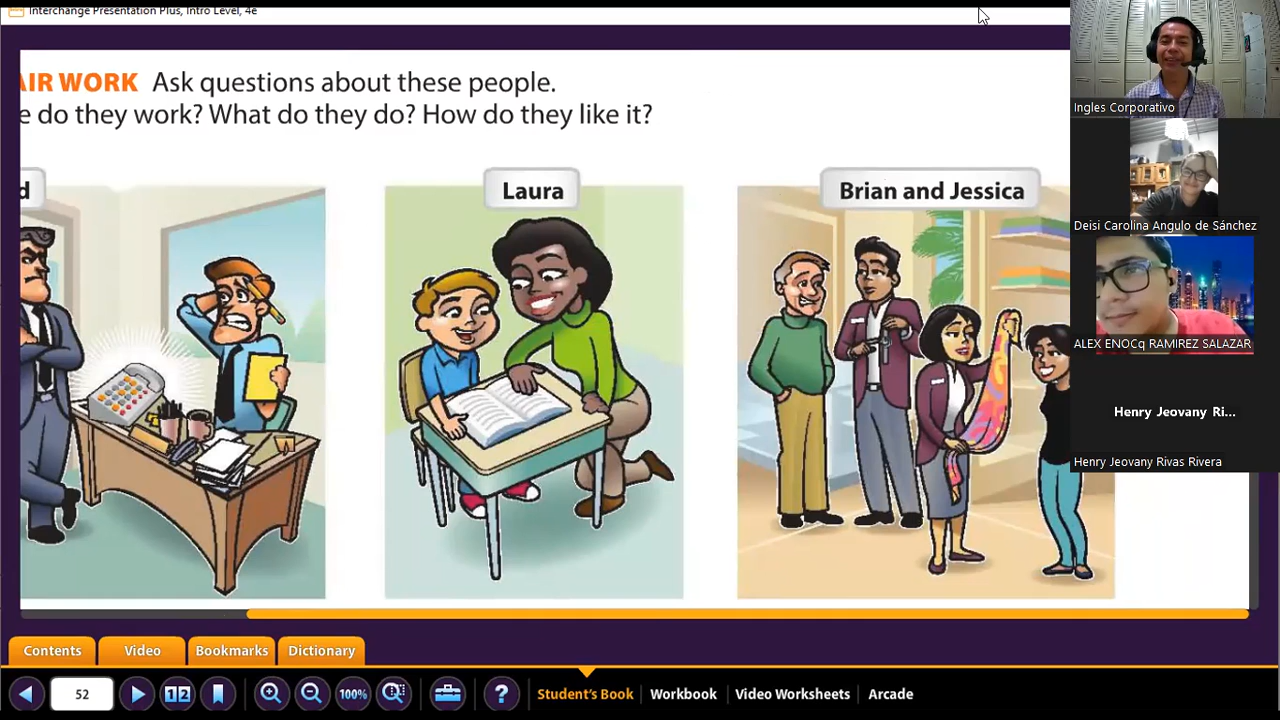 Interchange Presentation Plus, Intro Level, 4e
AIR WORK Ask questions about these people.
e do they work? What do they do? How do they like it?
d
Laura
Brian and Jessica
Ingles Corporativo
Deisi Carolina Angulo de Sánchez
ALEX ENOCq RAMIREZ SALAZAR
Henry Jeovany Ri...
Henry Jeovany Rivas Rivera
Contents
Video
Bookmarks
Dictionary
52
1 2
100%
?
Student's Book
Workbook
Video Worksheets
Arcade